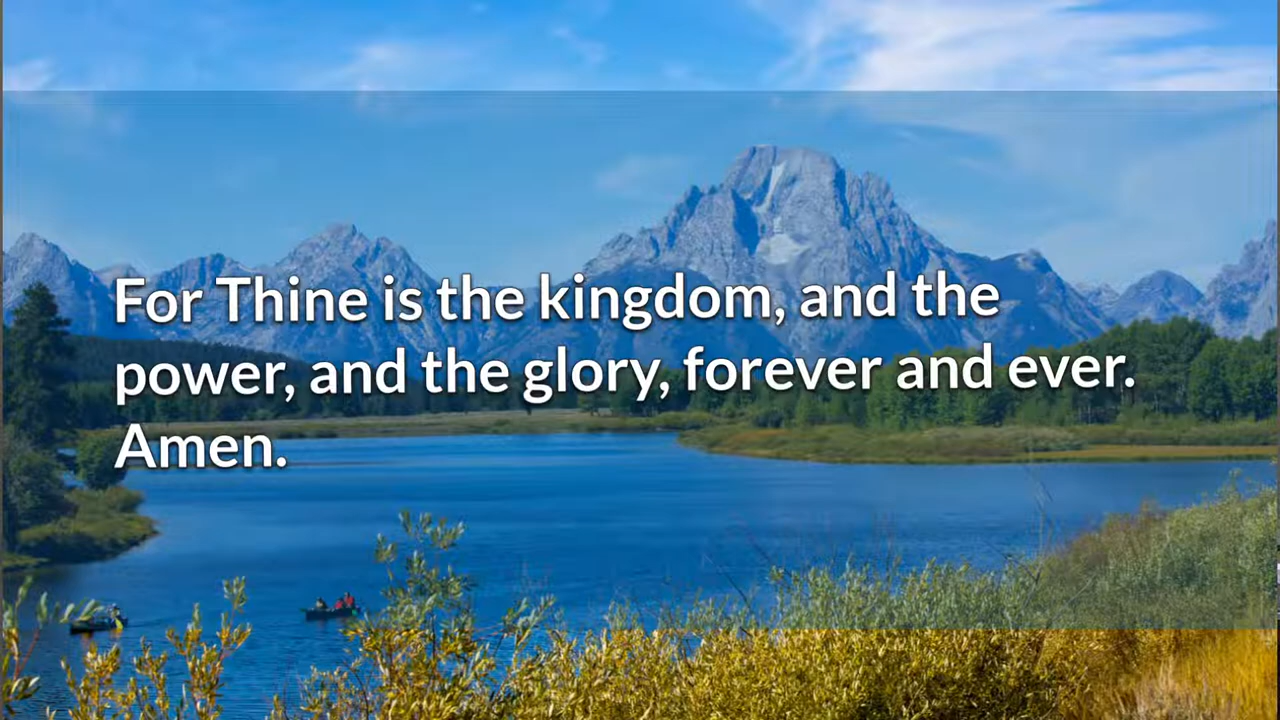 For Thine is the kingdom, and the
power, and the glory, forever and ever.
Amen.